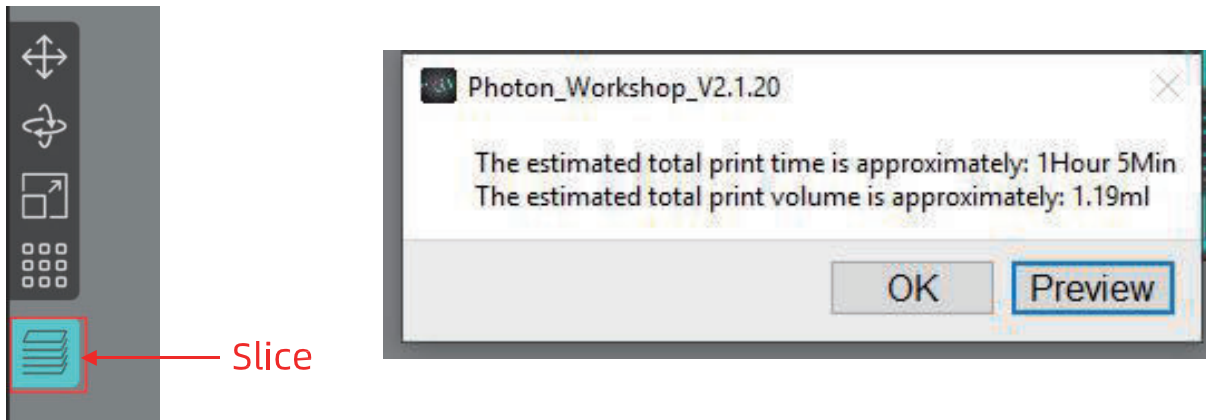 Photon_Workshop_V2.1.20
The estimated total print time is approximately: 1Hour 5Min
The estimated total print volume is approximately: 1.19ml
OK Preview
Slice